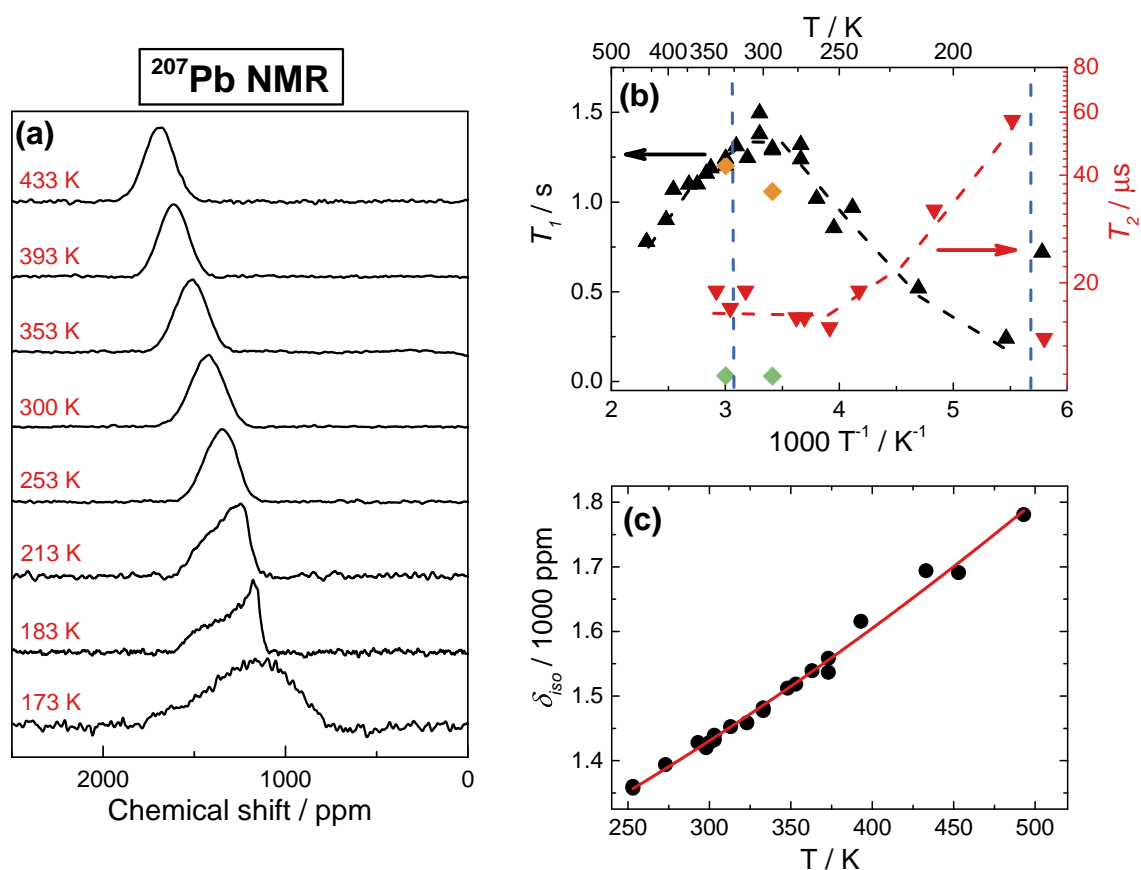 ²⁰⁷Pb NMR
(a)
433 K
393 K
353 K
300 K
253 K
213 K
183 K
173 K
2000 1000 0
Chemical shift / ppm
T / K
500 400 350 300 250 200
(b)
T₁ / s
1.5
1.0
0.5
0.0
80
60
40
20
T₂ / µs
2 3 4 5 6
1000 T⁻¹ / K⁻¹
(c)
δiso / 1000 ppm
1.8
1.7
1.6
1.5
1.4
250 300 350 400 450 500
T / K